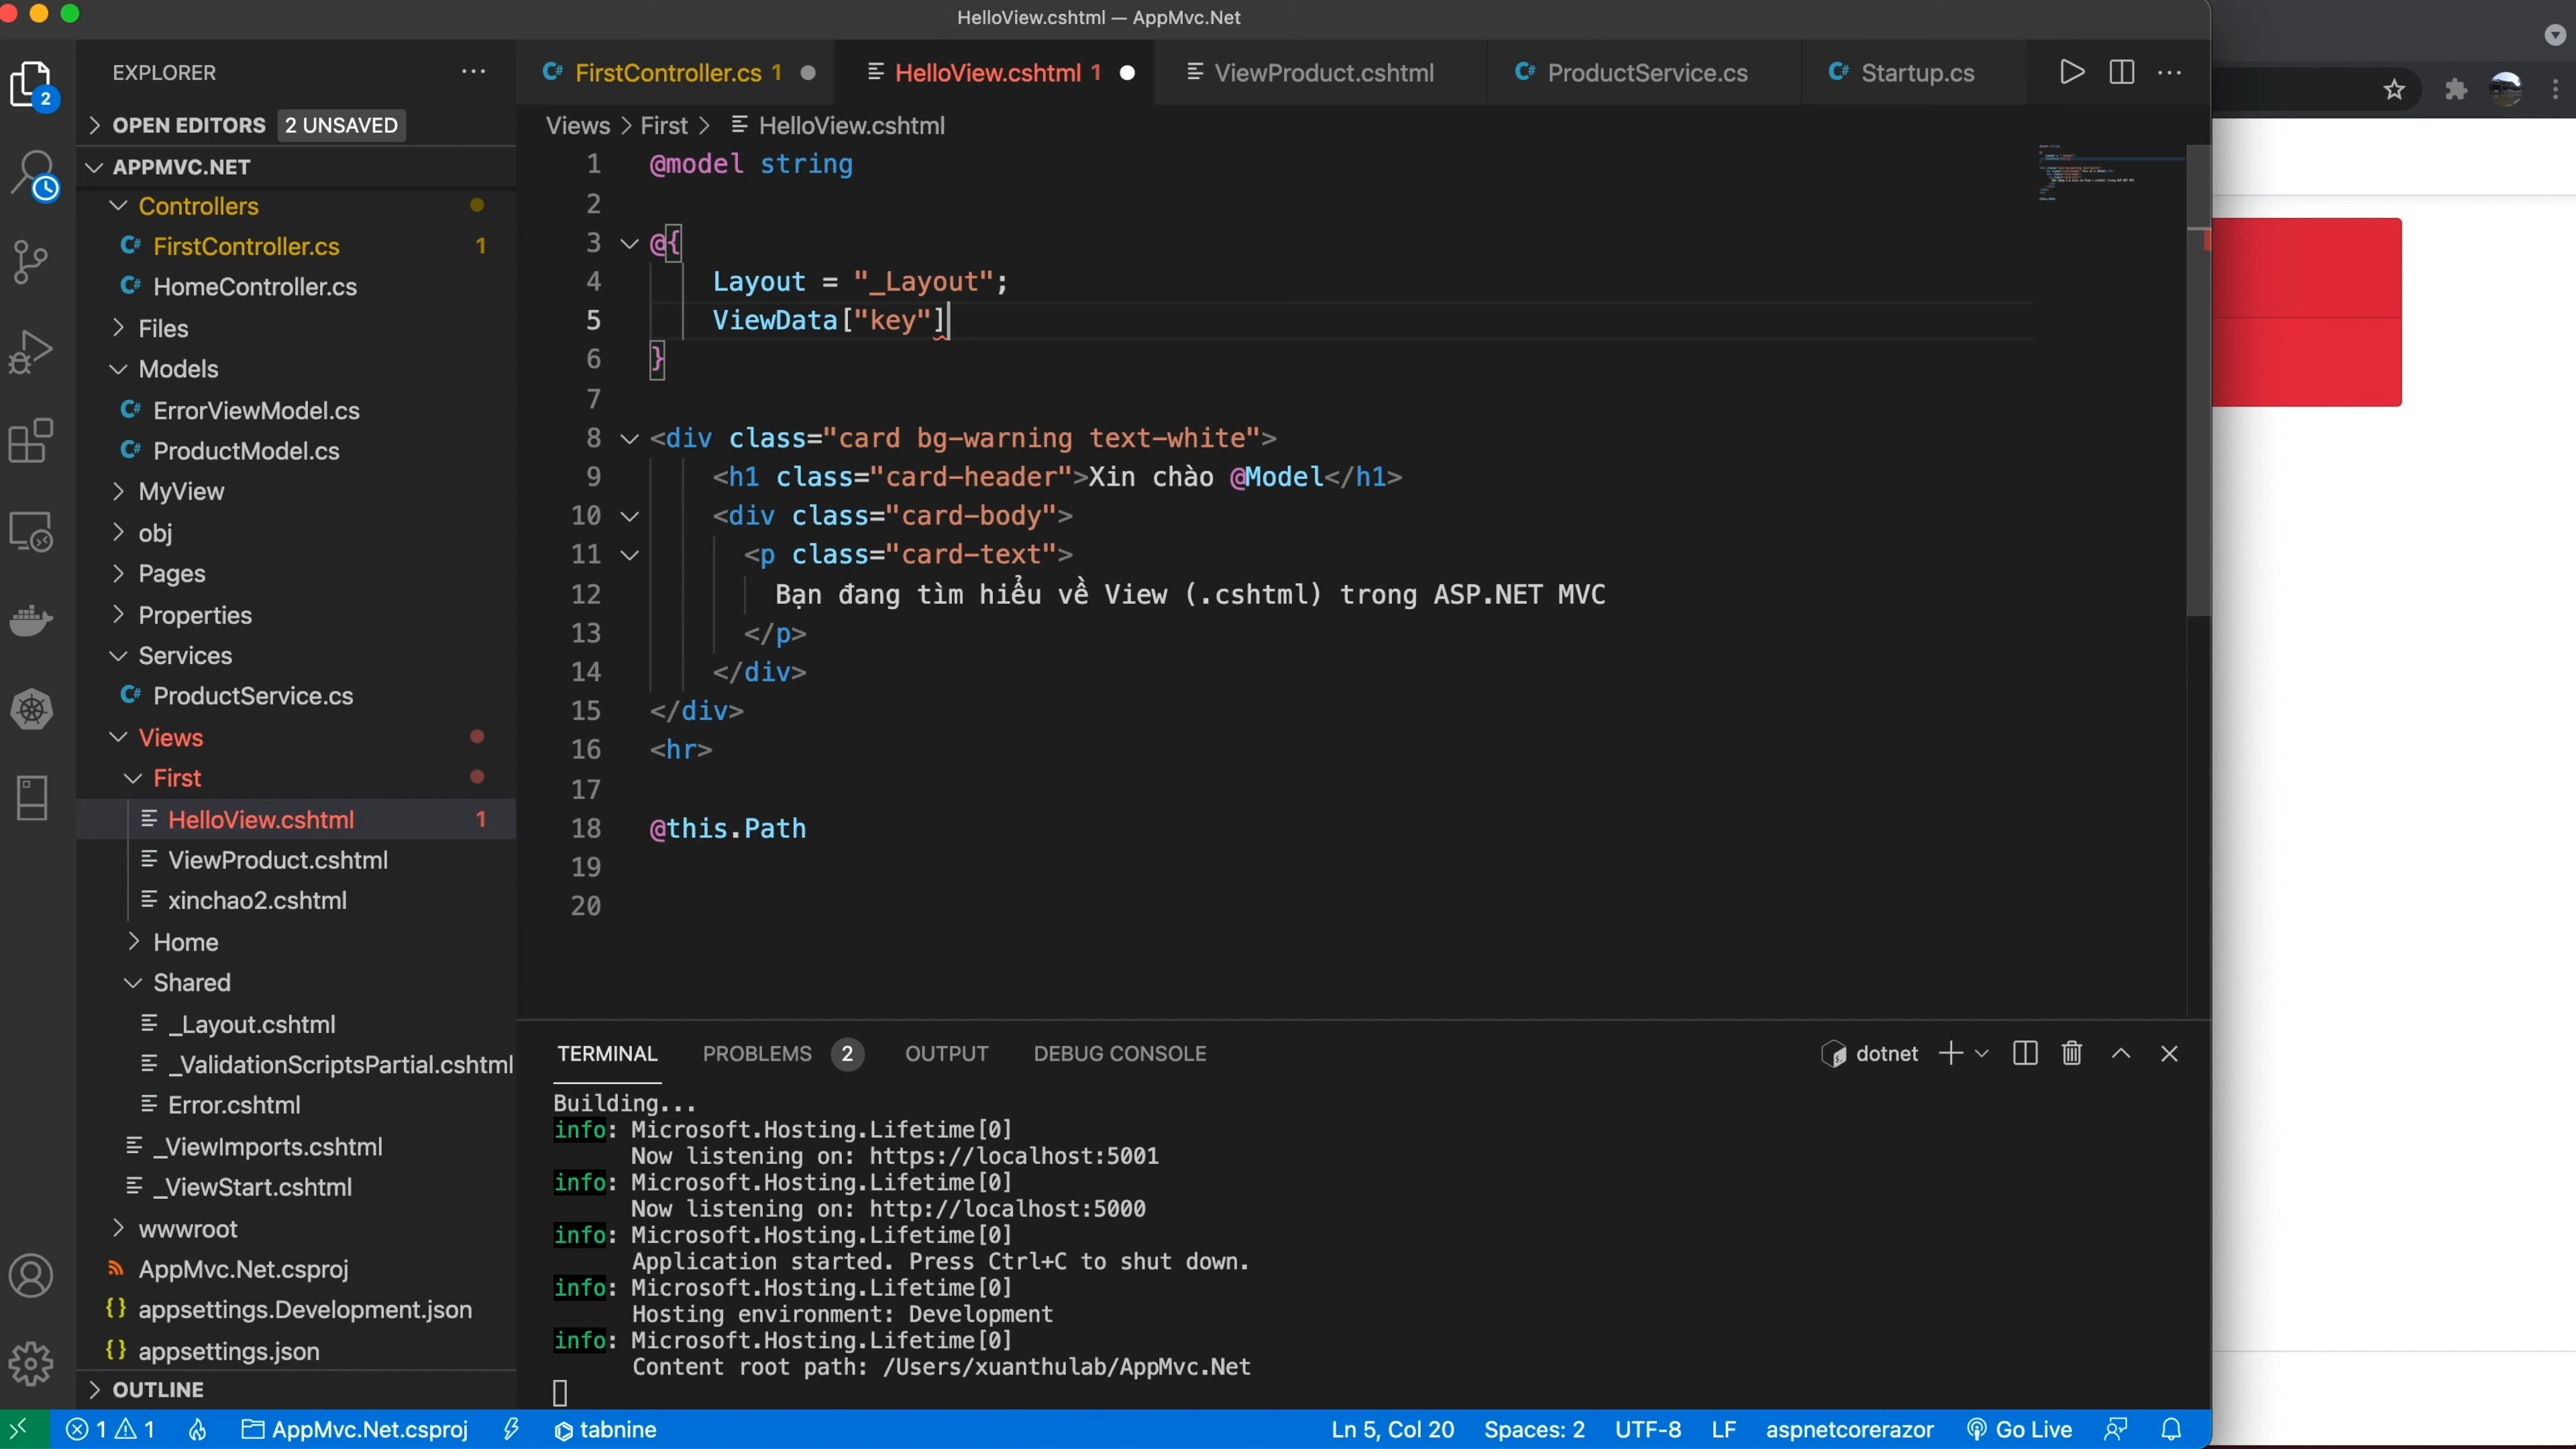 HelloView.cshtml — AppMvc.Net
EXPLORER
2
OPEN EDITORS 2 UNSAVED
APPMVC.NET
Controllers
FirstController.cs 1
HomeController.cs
Files
Models
ErrorViewModel.cs
ProductModel.cs
MyView
obj
Pages
Properties
Services
ProductService.cs
Views
First
HelloView.cshtml 1
ViewProduct.cshtml
xinchao2.cshtml
Home
Shared
_Layout.cshtml
_ValidationScriptsPartial.cshtml
Error.cshtml
_ViewImports.cshtml
_ViewStart.cshtml
wwwroot
AppMvc.Net.csproj
appsettings.Development.json
appsettings.json
OUTLINE
FirstController.cs 1 HelloView.cshtml 1 ViewProduct.cshtml ProductService.cs Startup.cs
Views > First > HelloView.cshtml
1 @model string
2
3 @{
4 Layout = "_Layout";
5 ViewData["key"]
6 }
7
8 <div class="card bg-warning text-white">
9 <h1 class="card-header">Xin chào @Model</h1>
10 <div class="card-body">
11 <p class="card-text">
12 Bạn đang tìm hiểu về View (.cshtml) trong ASP.NET MVC
13 </p>
14 </div>
15 </div>
16 <hr>
17
18 @this.Path
19
20
TERMINAL PROBLEMS 2 OUTPUT DEBUG CONSOLE dotnet
Building...
info: Microsoft.Hosting.Lifetime[0]
Now listening on: https://localhost:5001
info: Microsoft.Hosting.Lifetime[0]
Now listening on: http://localhost:5000
info: Microsoft.Hosting.Lifetime[0]
Application started. Press Ctrl+C to shut down.
info: Microsoft.Hosting.Lifetime[0]
Hosting environment: Development
info: Microsoft.Hosting.Lifetime[0]
Content root path: /Users/xuanthulab/AppMvc.Net
1 1 AppMvc.Net.csproj tabnine Ln 5, Col 20 Spaces: 2 UTF-8 LF aspnetcorerazor Go Live